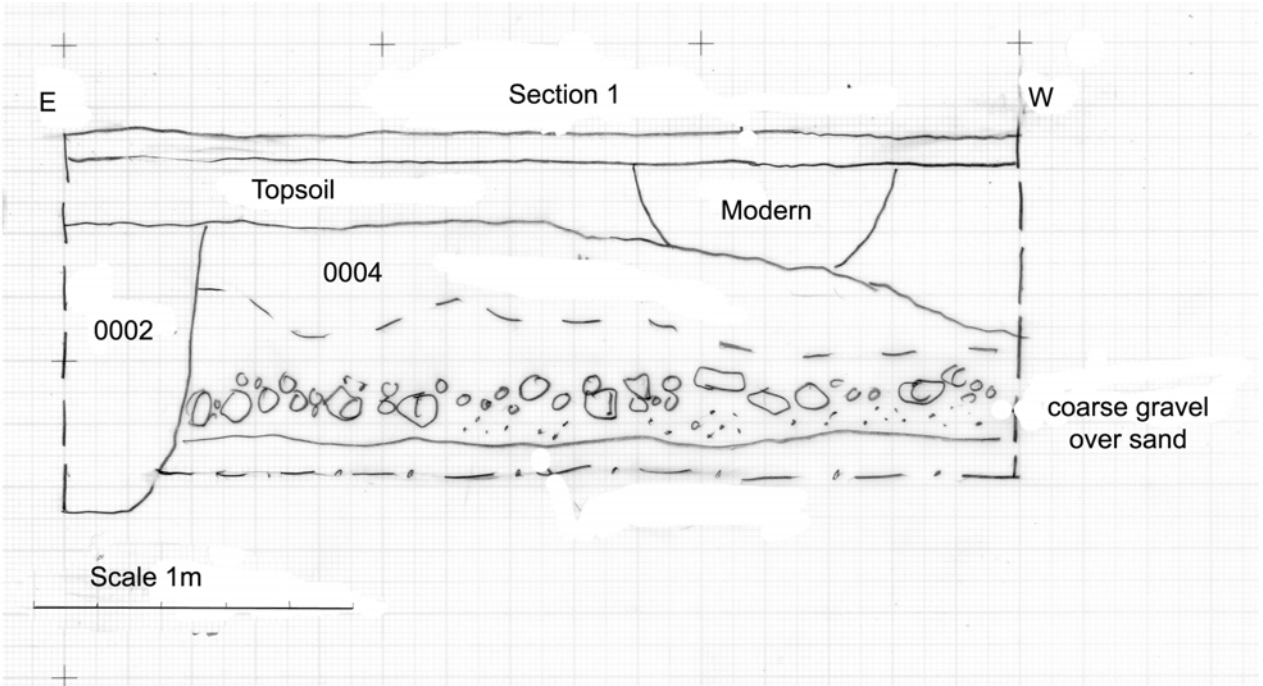 Section 1
E
W
Topsoil
Modern
0004
0002
coarse gravel
over sand
Scale 1m